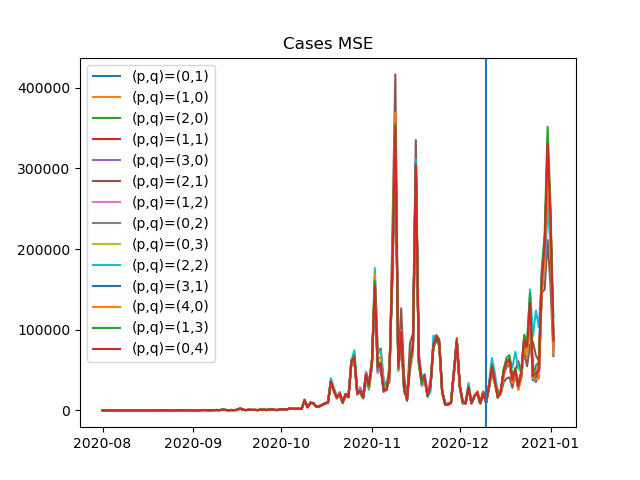 Cases MSE
400000
300000
200000
100000
0
(p,q)=(0,1)
(p,q)=(1,0)
(p,q)=(2,0)
(p,q)=(1,1)
(p,q)=(3,0)
(p,q)=(2,1)
(p,q)=(1,2)
(p,q)=(0,2)
(p,q)=(0,3)
(p,q)=(2,2)
(p,q)=(3,1)
(p,q)=(4,0)
(p,q)=(1,3)
(p,q)=(0,4)
2020-08 2020-09 2020-10 2020-11 2020-12 2021-01